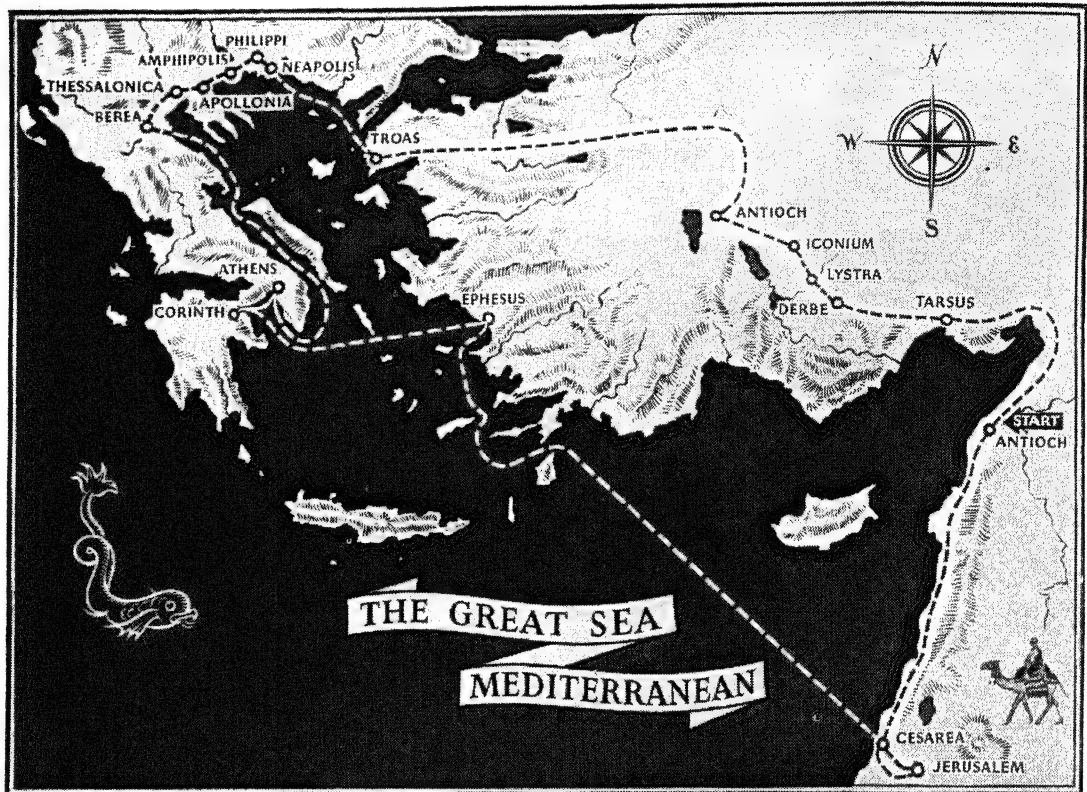 PHILIPPI
AMPHIPOLIS
NEAPOLIS
THESSALONICA
APOLLONIA
BEREA
TROAS
N
W
E
S
ANTIOCH
ICONIUM
LYSTRA
DERBE
TARSUS
ATHENS
CORINTH
EPHESUS
START
ANTIOCH
THE GREAT SEA
MEDITERRANEAN
CESAREA
JERUSALEM